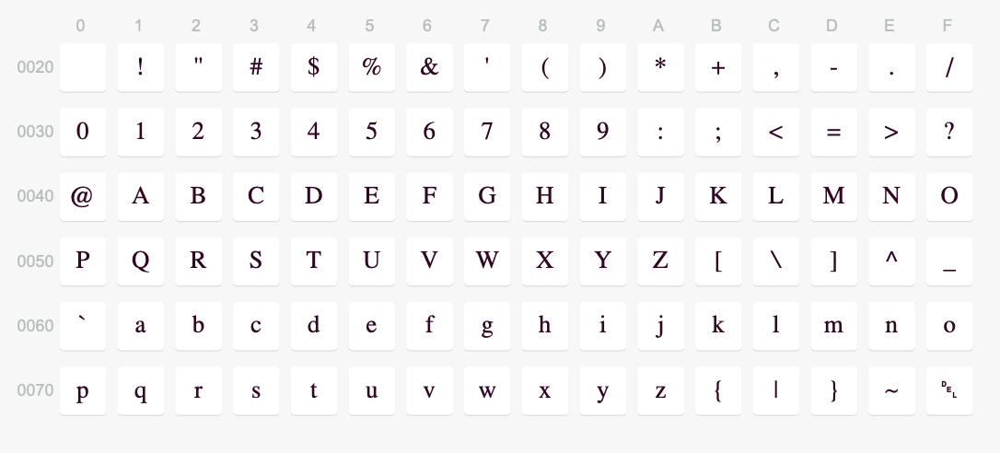 0 1 2 3 4 5 6 7 8 9 A B C D E F
0020 ! " # $ % & ' ( ) * + , - . /
0030 0 1 2 3 4 5 6 7 8 9 : ; < = > ?
0040 @ A B C D E F G H I J K L M N O
0050 P Q R S T U V W X Y Z [ \ ] ^ _
0060 ` a b c d e f g h i j k l m n o
0070 p q r s t u v w x y z { | } ~ ␡